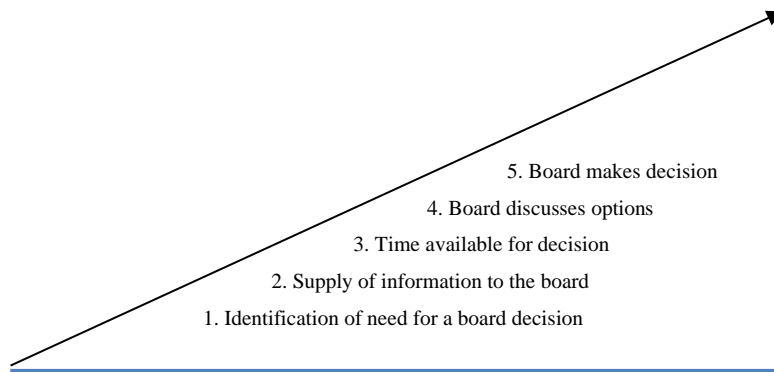 5. Board makes decision
4. Board discusses options
3. Time available for decision
2. Supply of information to the board
1. Identification of need for a board decision